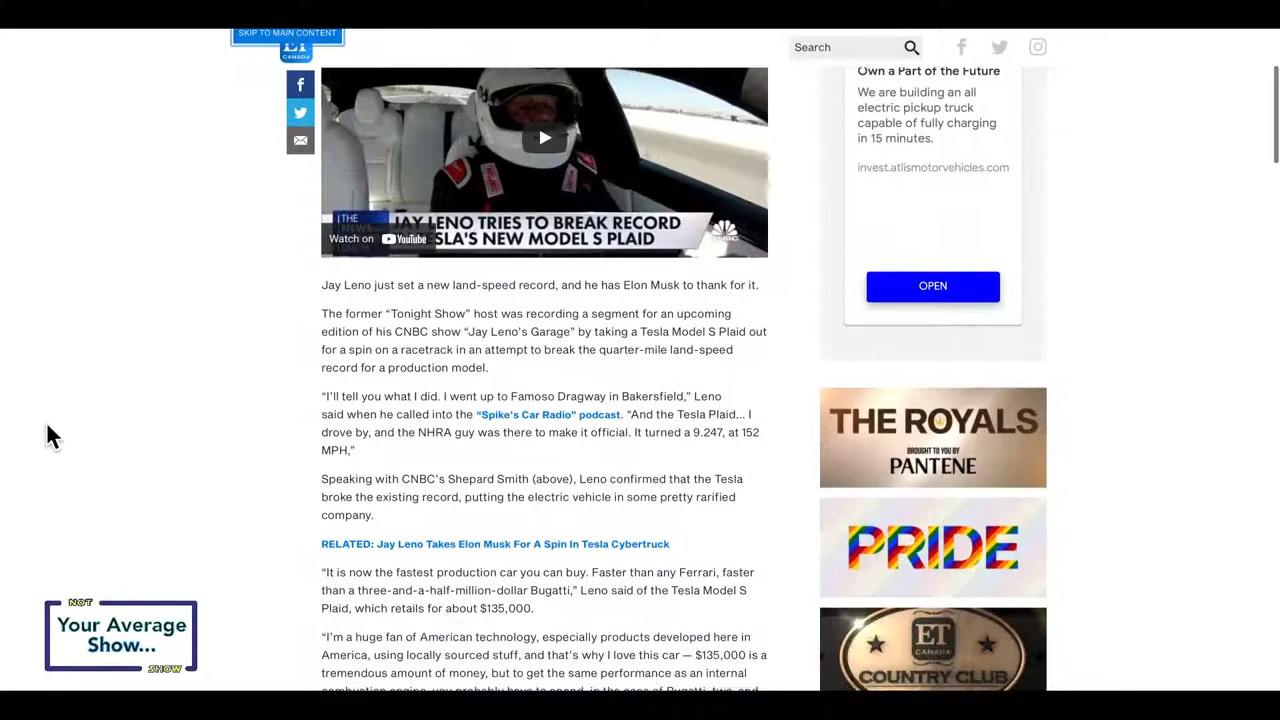 SKIP TO MAIN CONTENT
ET
CANADA
Search
THE
JAY LENO TRIES TO BREAK RECORD
TESLA'S NEW MODEL S PLAID
CNBC
Watch on YouTube
Jay Leno just set a new land-speed record, and he has Elon Musk to thank for it.
The former “Tonight Show” host was recording a segment for an upcoming
edition of his CNBC show “Jay Leno’s Garage” by taking a Tesla Model S Plaid out
for a spin on a racetrack in an attempt to break the quarter-mile land-speed
record for a production model.
“I’ll tell you what I did. I went up to Famoso Dragway in Bakersfield,” Leno
said when he called into the “Spike’s Car Radio” podcast. “And the Tesla Plaid… I
drove by, and the NHRA guy was there to make it official. It turned a 9.247, at 152
MPH,”
Speaking with CNBC’s Shepard Smith (above), Leno confirmed that the Tesla
broke the existing record, putting the electric vehicle in some pretty rarified
company.
RELATED: Jay Leno Takes Elon Musk For A Spin In Tesla Cybertruck
“It is now the fastest production car you can buy. Faster than any Ferrari, faster
than a three-and-a-half-million-dollar Bugatti,” Leno said of the Tesla Model S
Plaid, which retails for about $135,000.
“I’m a huge fan of American technology, especially products developed here in
America, using locally sourced stuff, and that’s why I love this car — $135,000 is a
tremendous amount of money, but to get the same performance as an internal
Own a Part of the Future
We are building an all
electric pickup truck
capable of fully charging
in 15 minutes.
invest.atlismotorvehicles.com
OPEN
THE ROYALS
BROUGHT TO YOU BY
PANTENE
PRIDE
ET
CANADA
COUNTRY CLUB
NOT
Your Average
Show...
SHOW